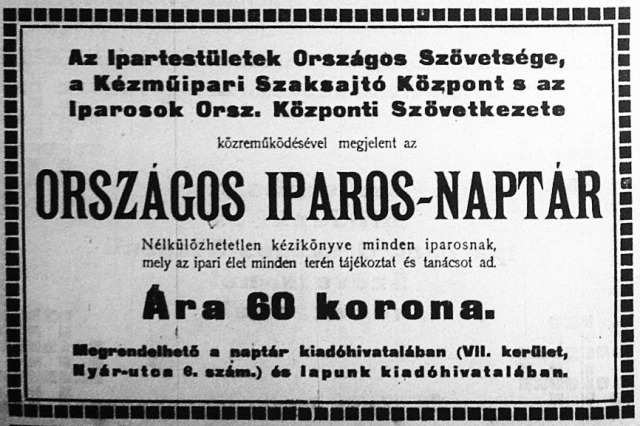 Az Ipartestületek Országos Szövetsége,
a Kézműipari Szaksajtó Központ s az
Iparosok Orsz. Központi Szövetkezete
közreműködésével megjelent az
ORSZÁGOS IPAROS-NAPTÁR
Nélkülözhetetlen kézikönyve minden iparosnak,
mely az ipari élet minden terén tájékoztat és tanácsot ad.
Ára 60 korona.
Megrendelhető a naptár kiadóhivatalában (VII. kerület,
Nyár-utca 6. szám.) és lapunk kiadóhivatalában.